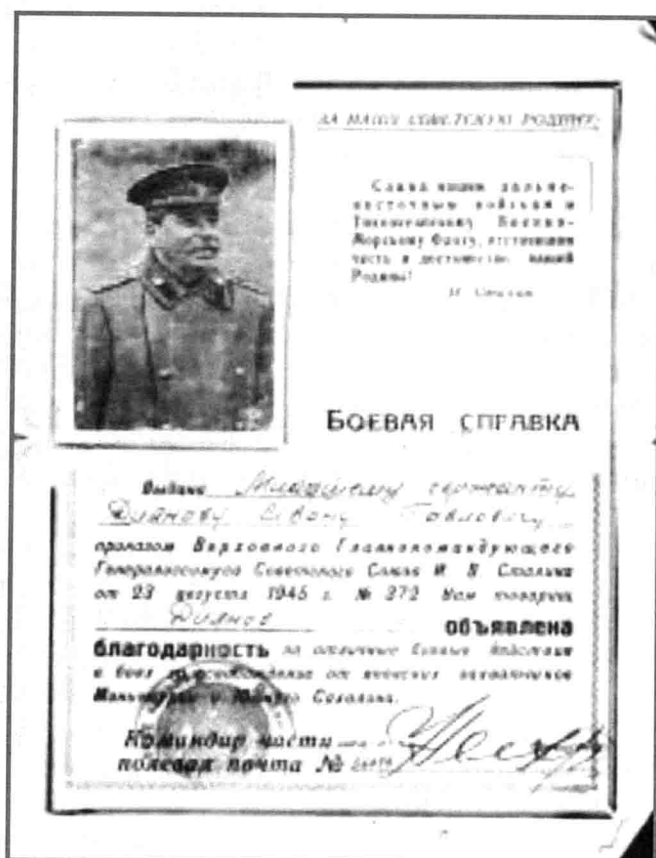 ЗА НАШУ СОВЕТСКУЮ РОДИНУ!
Слава нашим дальне-
восточным войскам и
Тихоокеанскому Военно-
Морскому Флоту, отстоявшим
честь и достоинство нашей
Родины!
И. Сталин
БОЕВАЯ СПРАВКА
Выдана Младшему сержанту
Ивану Павловичу
приказом Верховного Главнокомандующего
Генералиссимуса Советского Союза И. В. Сталина
от 23 августа 1945 г. № 372 Вам товарищ
объявлена
благодарность за отличные боевые действия
в боях за освобождение от японских захватчиков
Маньчжурии и Южного Сахалина.
Командир части
полевая почта №